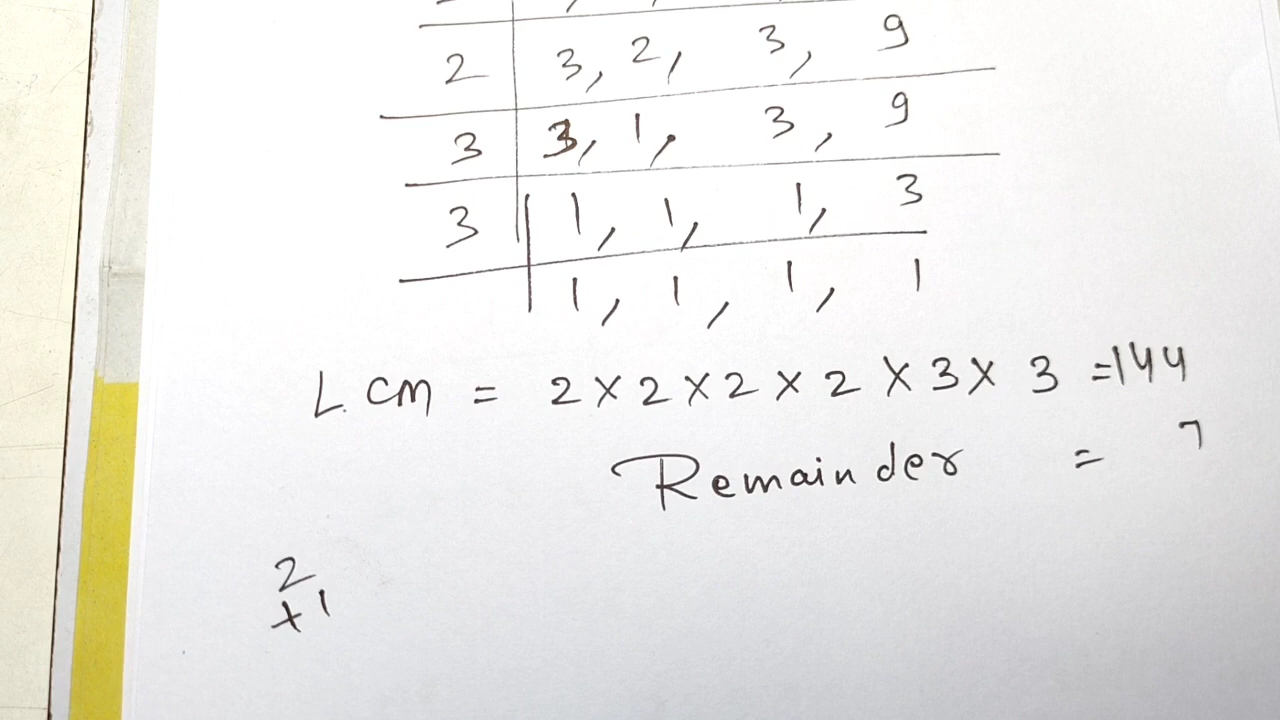 2 3, 2, 3, 9
3 3, 1, 3, 9
3 1, 1, 1, 3
1, 1, 1, 1
L.CM = 2 × 2 × 2 × 2 × 3 × 3 = 144
Remainder = 7
2
+1